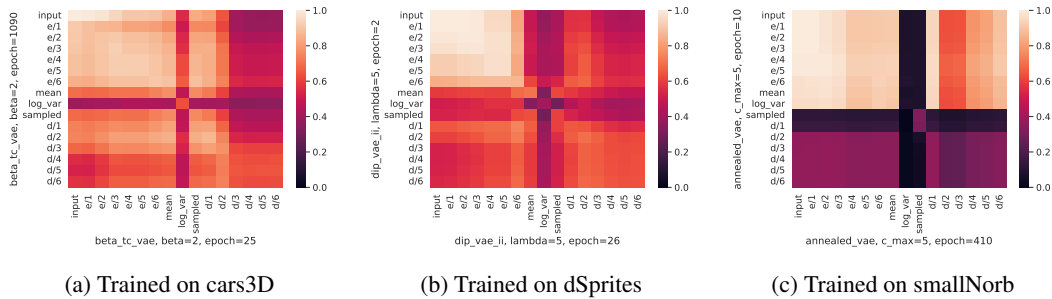 beta_tc_vae, beta=2, epoch=1090
input
e/1
e/2
e/3
e/4
e/5
e/6
mean
log_var
sampled
d/1
d/2
d/3
d/4
d/5
d/6
input
e/1
e/2
e/3
e/4
e/5
e/6
mean
log_var
sampled
d/1
d/2
d/3
d/4
d/5
d/6
beta_tc_vae, beta=2, epoch=25
1.0
0.8
0.6
0.4
0.2
0.0
(a) Trained on cars3D
dip_vae_ii, lambda=5, epoch=2
input
e/1
e/2
e/3
e/4
e/5
e/6
mean
log_var
sampled
d/1
d/2
d/3
d/4
d/5
d/6
input
e/1
e/2
e/3
e/4
e/5
e/6
mean
log_var
sampled
d/1
d/2
d/3
d/4
d/5
d/6
dip_vae_ii, lambda=5, epoch=26
1.0
0.8
0.6
0.4
0.2
0.0
(b) Trained on dSprites
annealed_vae, c_max=5, epoch=10
input
e/1
e/2
e/3
e/4
e/5
e/6
mean
log_var
sampled
d/1
d/2
d/3
d/4
d/5
d/6
input
e/1
e/2
e/3
e/4
e/5
e/6
mean
log_var
sampled
d/1
d/2
d/3
d/4
d/5
d/6
annealed_vae, c_max=5, epoch=410
1.0
0.8
0.6
0.4
0.2
0.0
(c) Trained on smallNorb